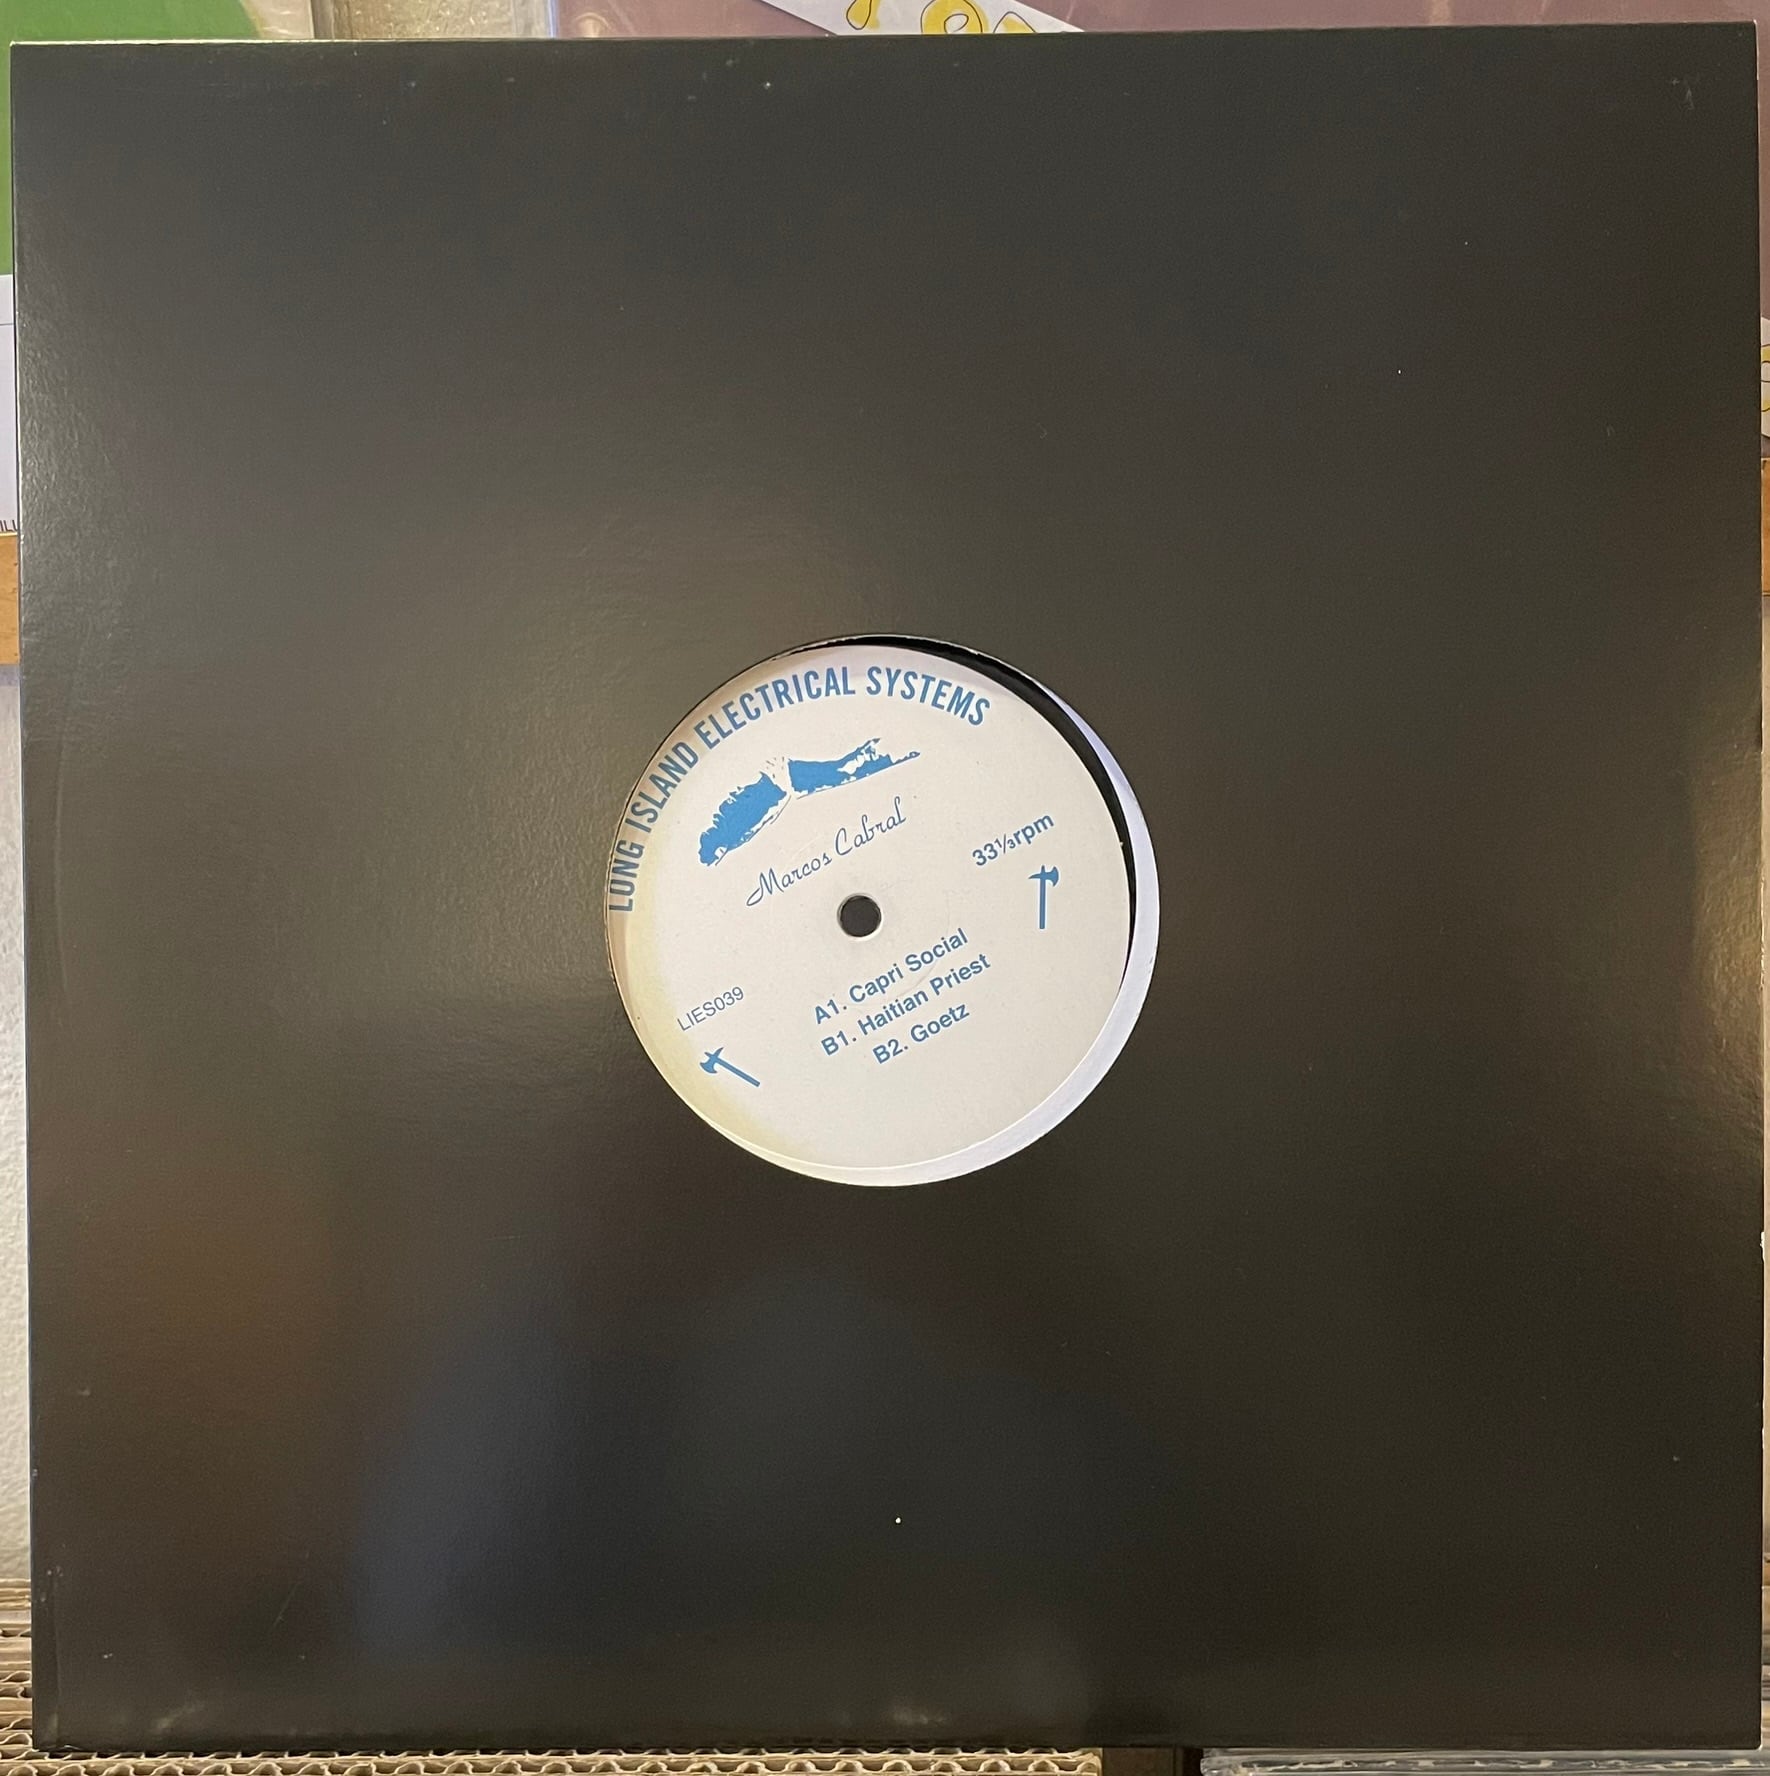 LONG ISLAND ELECTRICAL SYSTEMS
Marcos Cabral
33⅓rpm
A1. Capri Social
B1. Haitian Priest
B2. Goetz
LIES039